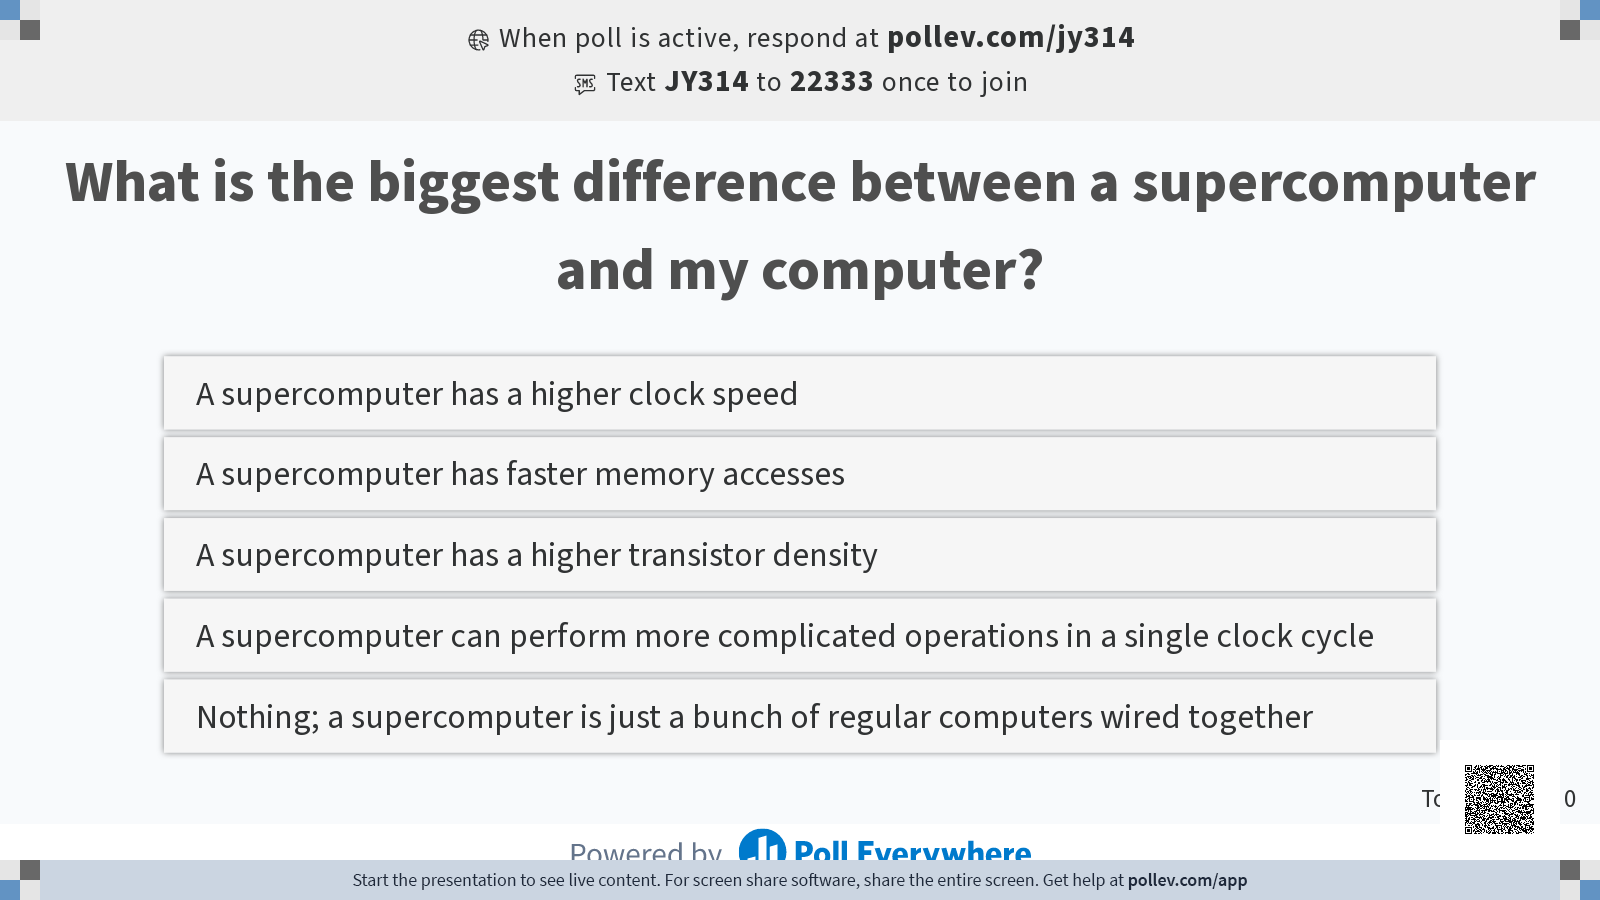 When poll is active, respond at pollev.com/jy314
SMS Text JY314 to 22333 once to join
What is the biggest difference between a supercomputer
and my computer?
A supercomputer has a higher clock speed
A supercomputer has faster memory accesses
A supercomputer has a higher transistor density
A supercomputer can perform more complicated operations in a single clock cycle
Nothing; a supercomputer is just a bunch of regular computers wired together
0
Powered by Poll Everywhere
Start the presentation to see live content. For screen share software, share the entire screen. Get help at pollev.com/app